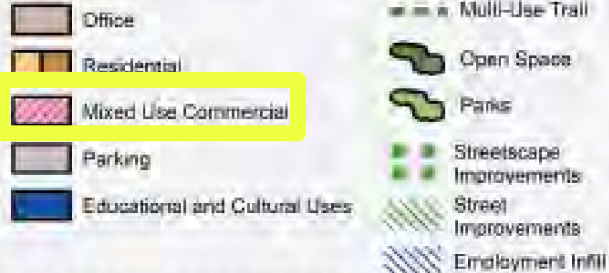 Office
Residential
Mixed Use Commercial
Parking
Educational and Cultural Uses
Multi-Use Trail
Open Space
Parks
Streetscape
Improvements
Street
Improvements
Employment Infill